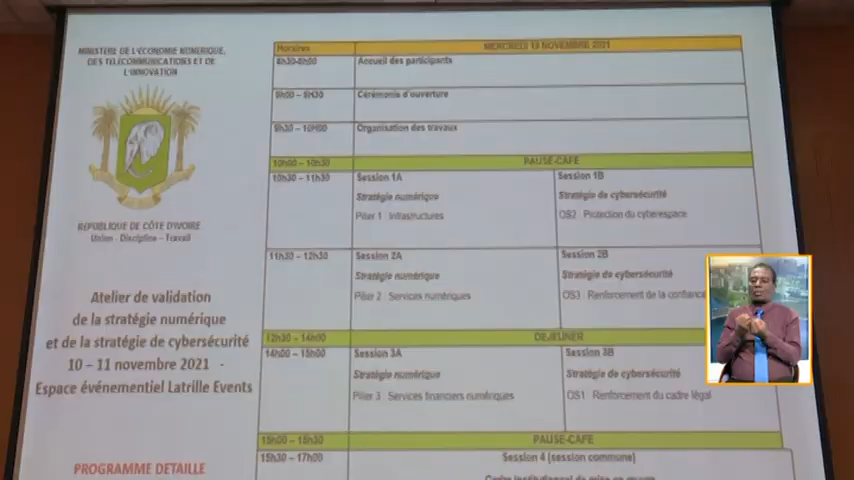 MINISTERE DE L'ECONOMIE NUMERIQUE,
DES TELECOMMUNICATIONS ET DE
L'INNOVATION
REPUBLIQUE DE CÔTE D'IVOIRE
Union - Discipline - Travail
Atelier de validation
de la stratégie numérique
et de la stratégie de cybersécurité
10 – 11 novembre 2021 -
Espace événementiel Latrille Events
PROGRAMME DETAILLE
Horaires MERCREDI 10 NOVEMBRE 2021
8h30-9h00 Accueil des participants
9h00 – 9H30 Cérémonie d'ouverture
9h30 – 10H00 Organisation des travaux
10h00 – 10h30 PAUSE-CAFE
10h30 – 11h30 Session 1A Session 1B
Stratégie numérique Stratégie de cybersécurité
Pilier 1 : Infrastructures OS2 : Protection du cyberespace
11h30 – 12h30 Session 2A Session 2B
Stratégie numérique Stratégie de cybersécurité
Pilier 2 : Services numériques OS3 : Renforcement de la confiance
12h30 – 14h00 DEJEUNER
14h00 – 15h00 Session 3A Session 3B
Stratégie numérique Stratégie de cybersécurité
Pilier 3 : Services financiers numériques OS1 : Renforcement du cadre légal
15h00 – 15h30 PAUSE-CAFE
15h30 – 17h00 Session 4 (session commune)